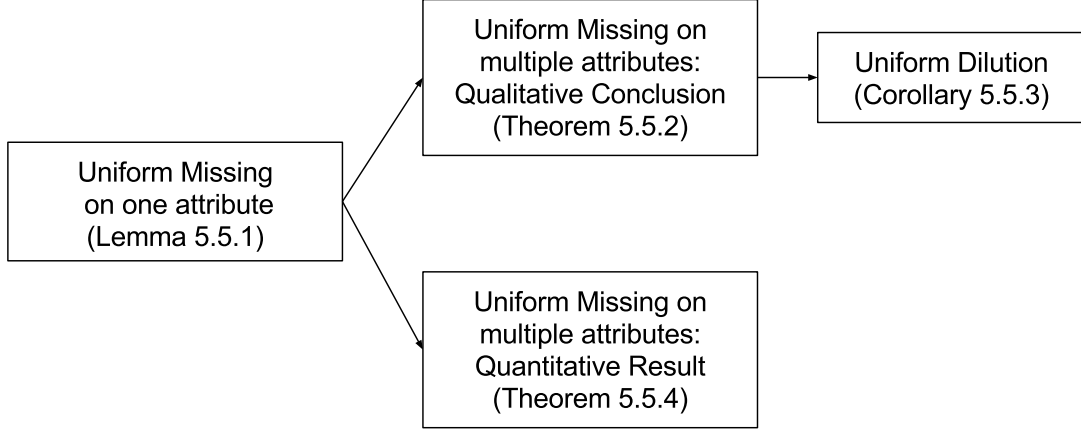 Uniform Missing
on one attribute
(Lemma 5.5.1)
Uniform Missing on
multiple attributes:
Qualitative Conclusion
(Theorem 5.5.2)
Uniform Dilution
(Corollary 5.5.3)
Uniform Missing on
multiple attributes:
Quantitative Result
(Theorem 5.5.4)